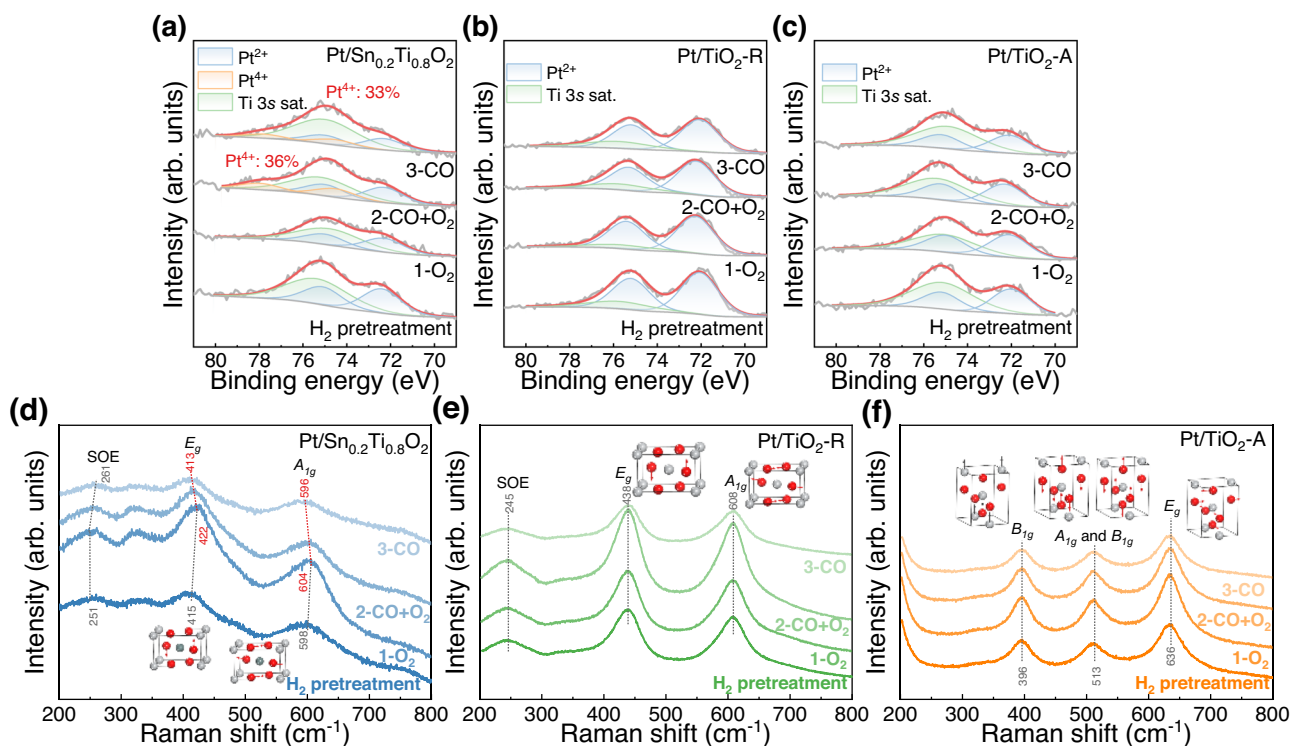 (a)
Pt/Sn0.2Ti0.8O2
Pt2+
Pt4+
Ti 3s sat.
Pt4+: 33%
3-CO
Pt4+: 36%
2-CO+O2
1-O2
H2 pretreatment
Intensity (arb. units)
80 78 76 74 72 70
Binding energy (eV)
(b)
Pt/TiO2-R
Pt2+
Ti 3s sat.
3-CO
2-CO+O2
1-O2
H2 pretreatment
Intensity (arb. units)
80 78 76 74 72 70
Binding energy (eV)
(c)
Pt/TiO2-A
Pt2+
Ti 3s sat.
3-CO
2-CO+O2
1-O2
H2 pretreatment
Intensity (arb. units)
80 78 76 74 72 70
Binding energy (eV)
(d)
Pt/Sn0.2Ti0.8O2
SOE
Eg
A1g
261
413
596
3-CO
422
604
2-CO+O2
251
415
598
1-O2
H2 pretreatment
Intensity (arb. units)
200 300 400 500 600 700 800
Raman shift (cm-1)
(e)
Pt/TiO2-R
SOE
Eg
A1g
245
438
608
3-CO
2-CO+O2
1-O2
H2 pretreatment
Intensity (arb. units)
200 300 400 500 600 700 800
Raman shift (cm-1)
(f)
Pt/TiO2-A
B1g
A1g and B1g
Eg
3-CO
2-CO+O2
1-O2
396
513
636
H2 pretreatment
Intensity (arb. units)
200 300 400 500 600 700 800
Raman shift (cm-1)